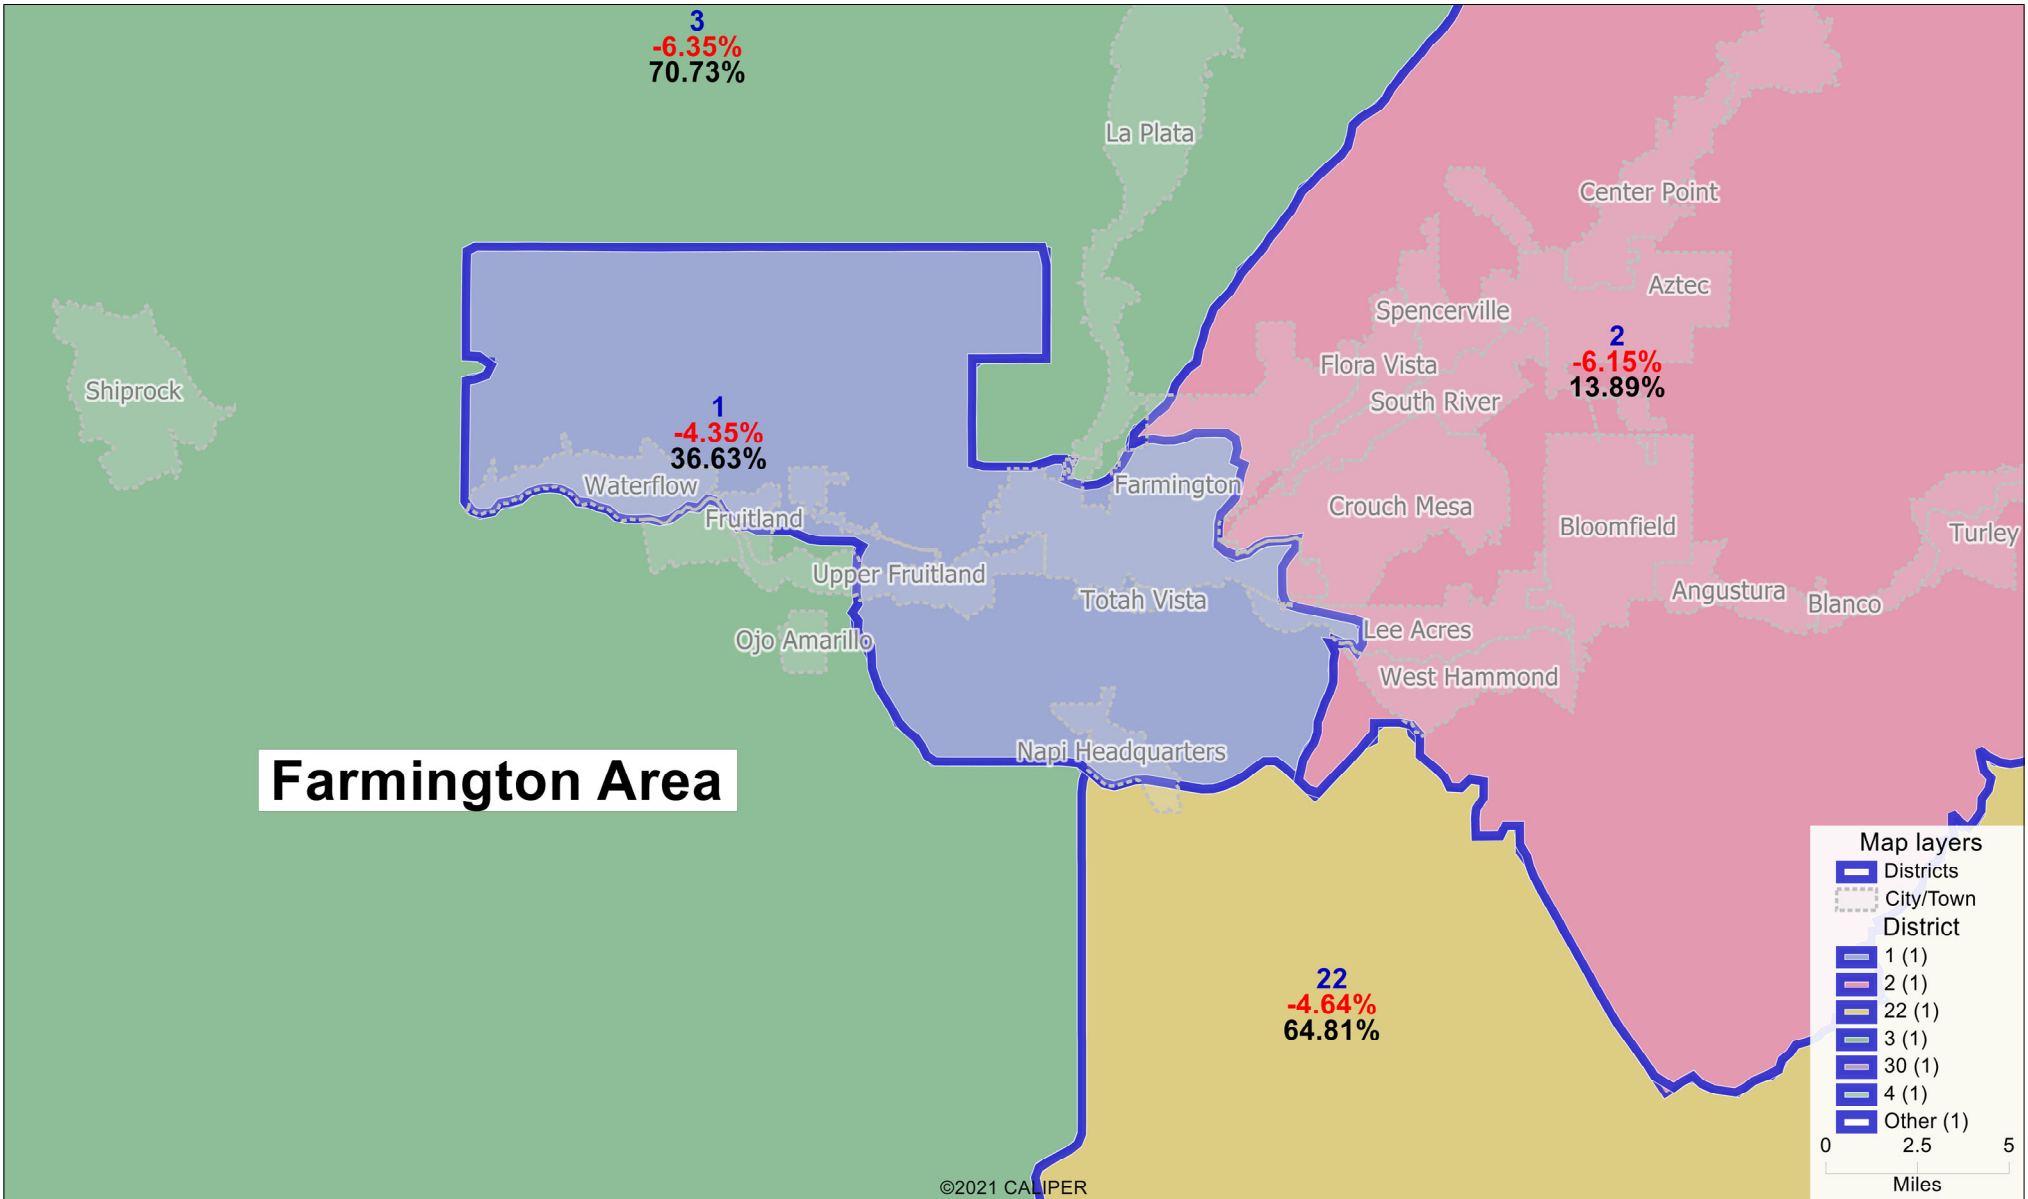 3
-6.35%
70.73%
La Plata
Center Point
Aztec
Spencerville
2
-6.15%
13.89%
Flora Vista
South River
Shiprock
1
-4.35%
36.63%
Waterflow
Farmington
Fruitland
Crouch Mesa
Bloomfield
Turley
Upper Fruitland
Totah Vista
Angustura
Blanco
Ojo Amarillo
Lee Acres
West Hammond
Napi Headquarters
Farmington Area
22
-4.64%
64.81%
Map layers
Districts
City/Town
District
1 (1)
2 (1)
22 (1)
3 (1)
30 (1)
4 (1)
Other (1)
0 2.5 5
Miles
©2021 CALIPER